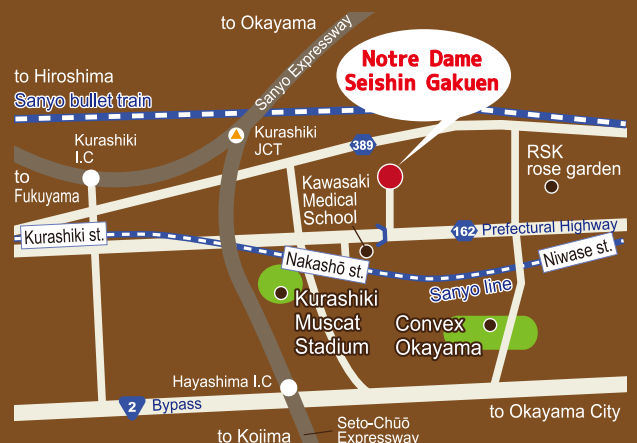 to Okayama
Sanyo Expressway
Notre Dame
Seishin Gakuen
to Hiroshima
Sanyo bullet train
Kurashiki
I.C
Kurashiki
JCT
389
RSK
rose garden
to
Fukuyama
Kawasaki
Medical
School
162
Prefectural Highway
Kurashiki st.
Nakashō st.
Niwase st.
Sanyo line
Kurashiki
Muscat
Stadium
Convex
Okayama
Hayashima I.C
2
Bypass
to Okayama City
to Kojima
Seto-Chūō
Expressway